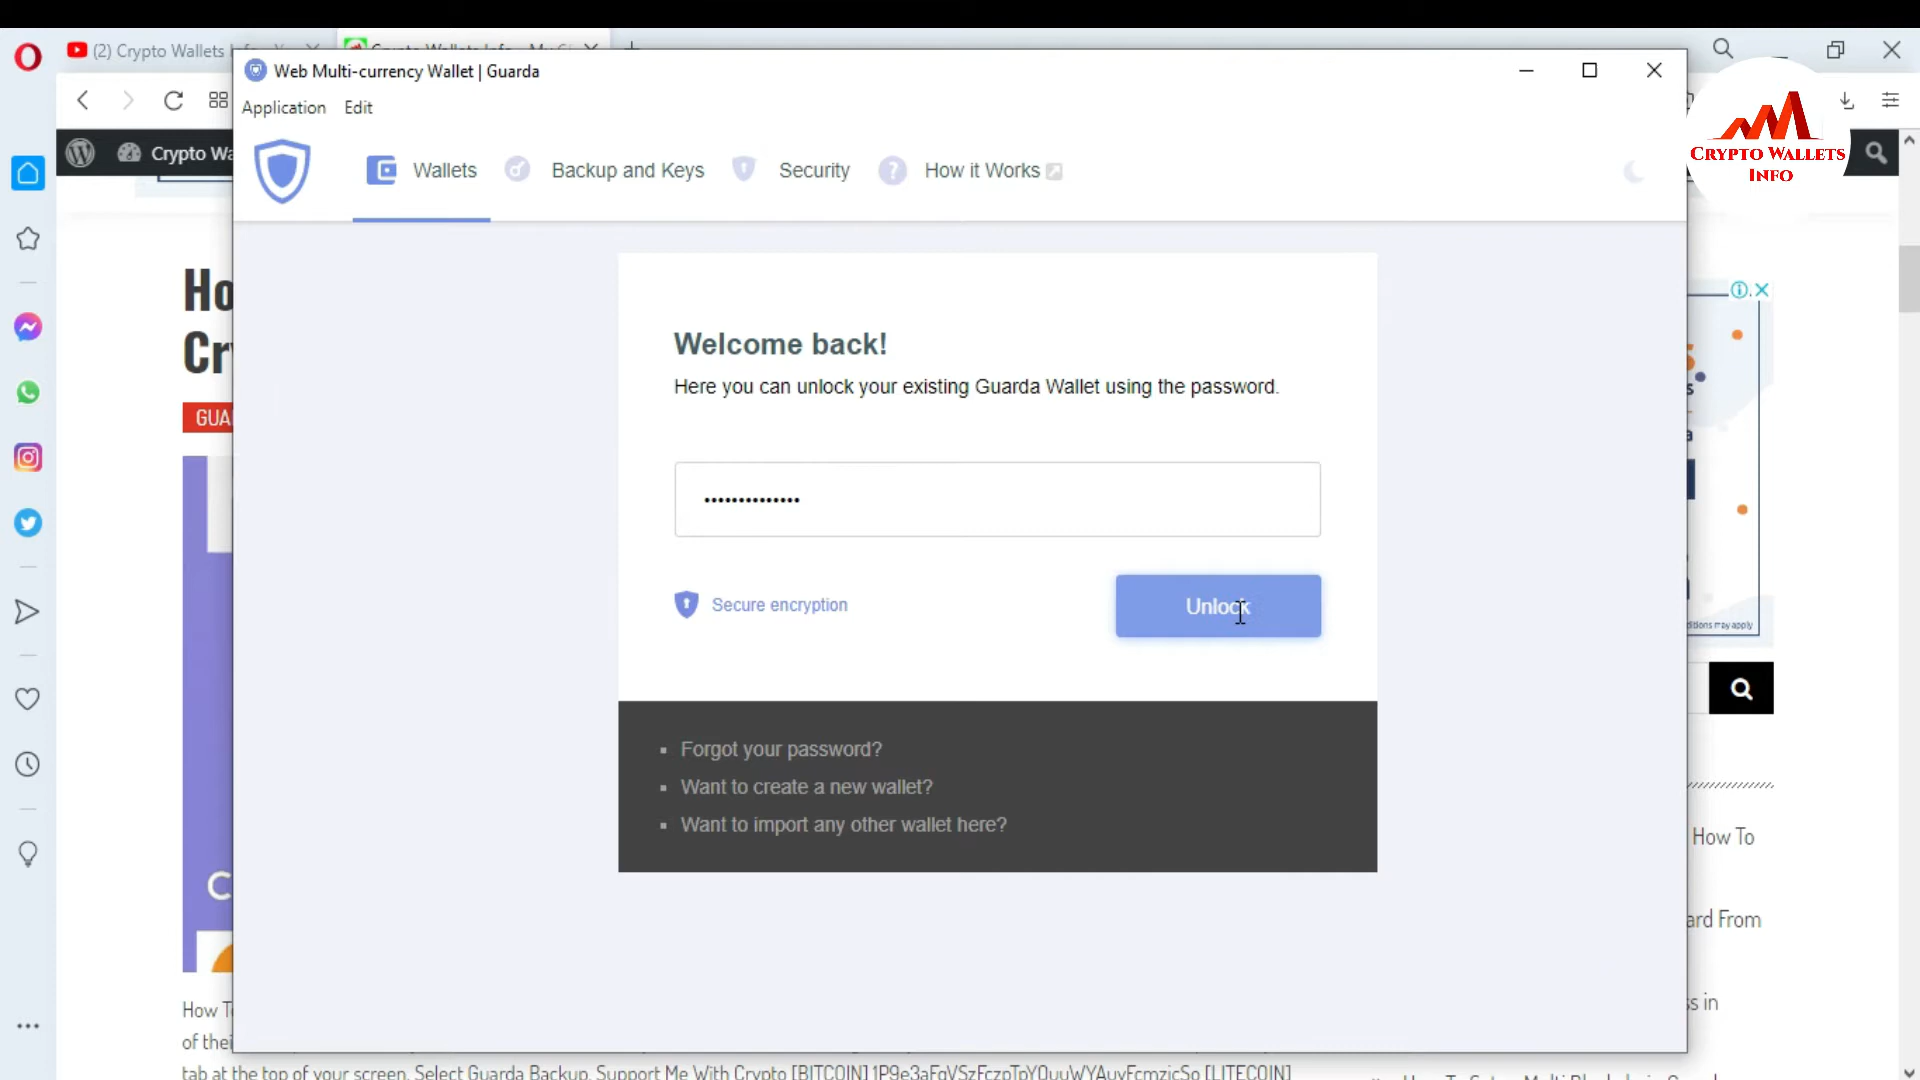 (2) Crypto Wallets
Web Multi-currency Wallet | Guarda
Application Edit
Crypto Wa
Wallets Backup and Keys Security How it Works
CRYPTO WALLETS
INFO
Ho
Cr
GUA
Welcome back!
Here you can unlock your existing Guarda Wallet using the password.
••••••••••••••
Secure encryption
Unlock
ditions may apply
Forgot your password?
Want to create a new wallet?
Want to import any other wallet here?
How To
ard From
ss in
How T
of thei
tab at the top of your screen. Select Guarda Backup. Support Me With Crypto [BITCOIN] [LITECOIN]